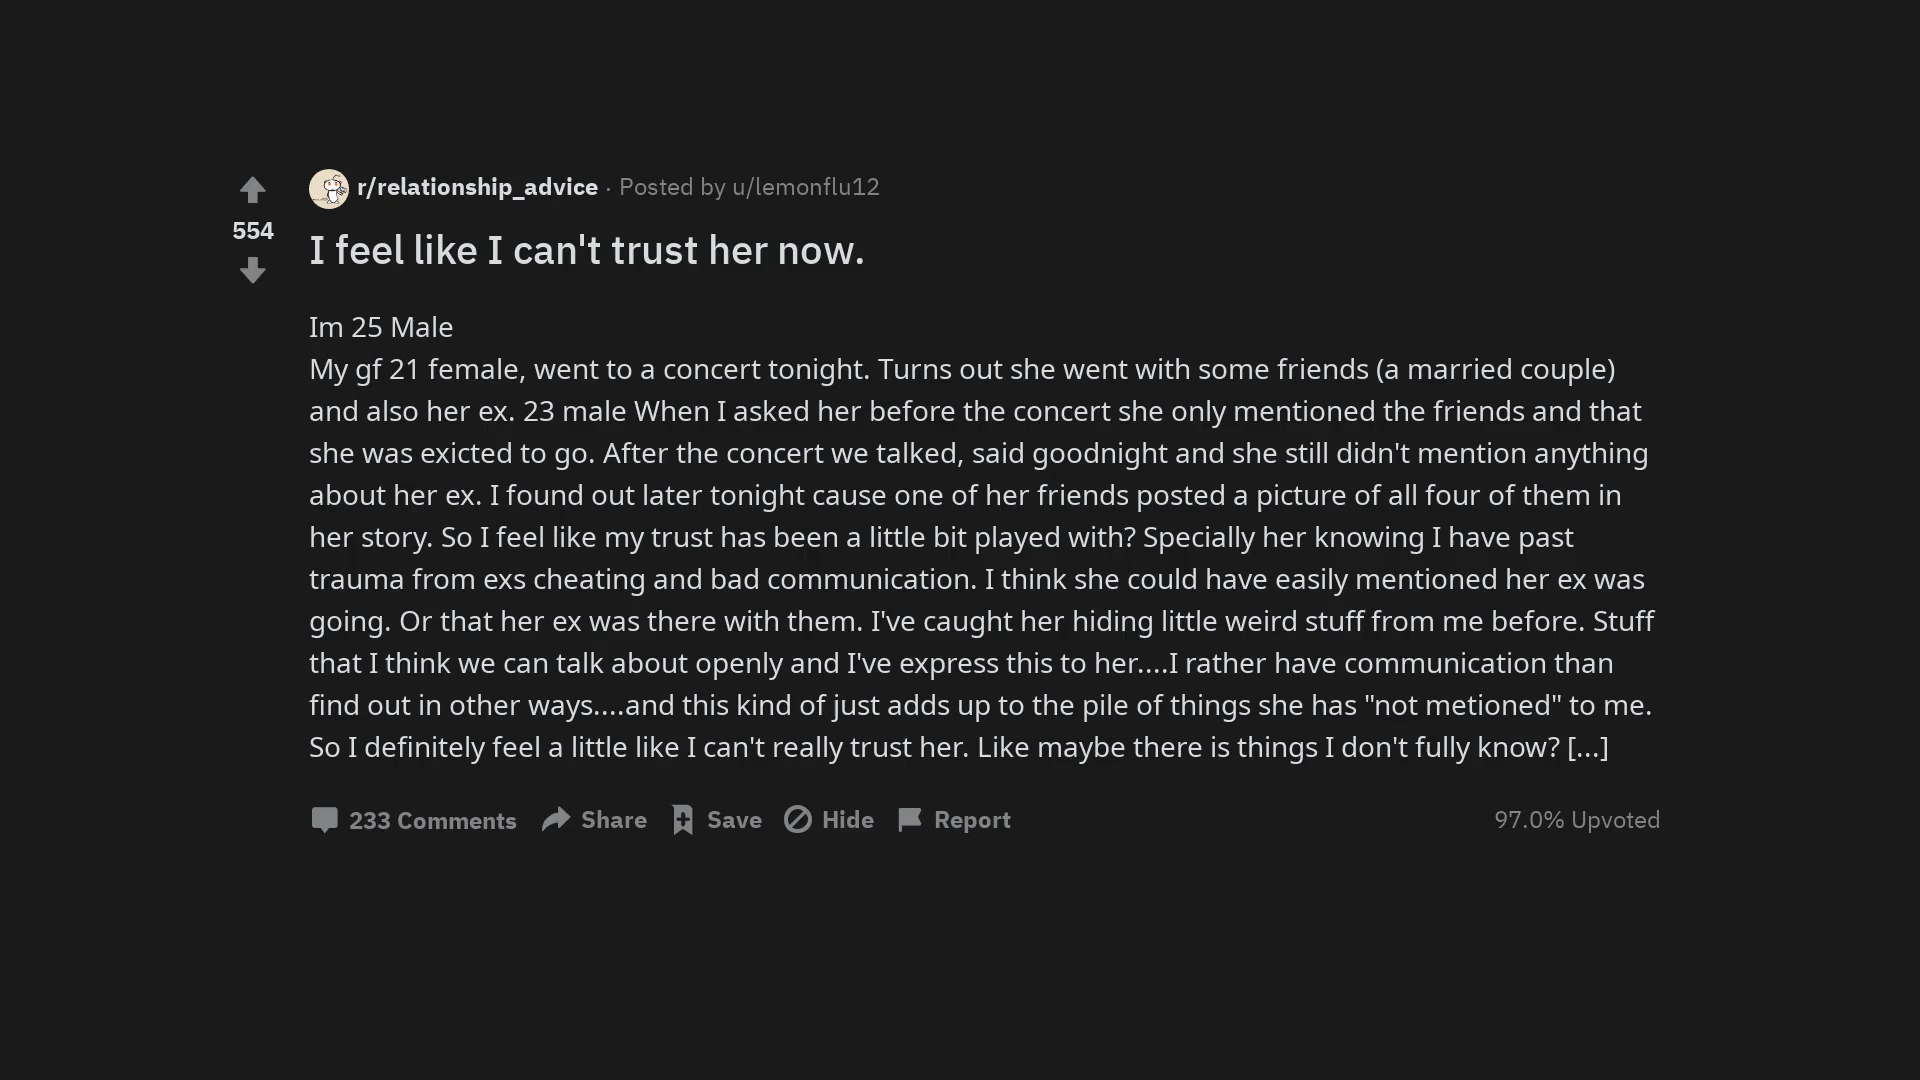 r/relationship_advice · Posted by u/lemonflu12
554
I feel like I can't trust her now.
Im 25 Male
My gf 21 female, went to a concert tonight. Turns out she went with some friends (a married couple)
and also her ex. 23 male When I asked her before the concert she only mentioned the friends and that
she was exicted to go. After the concert we talked, said goodnight and she still didn't mention anything
about her ex. I found out later tonight cause one of her friends posted a picture of all four of them in
her story. So I feel like my trust has been a little bit played with? Specially her knowing I have past
trauma from exs cheating and bad communication. I think she could have easily mentioned her ex was
going. Or that her ex was there with them. I've caught her hiding little weird stuff from me before. Stuff
that I think we can talk about openly and I've express this to her....I rather have communication than
find out in other ways....and this kind of just adds up to the pile of things she has "not metioned" to me.
So I definitely feel a little like I can't really trust her. Like maybe there is things I don't fully know? [...]
233 Comments Share Save Hide Report 97.0% Upvoted